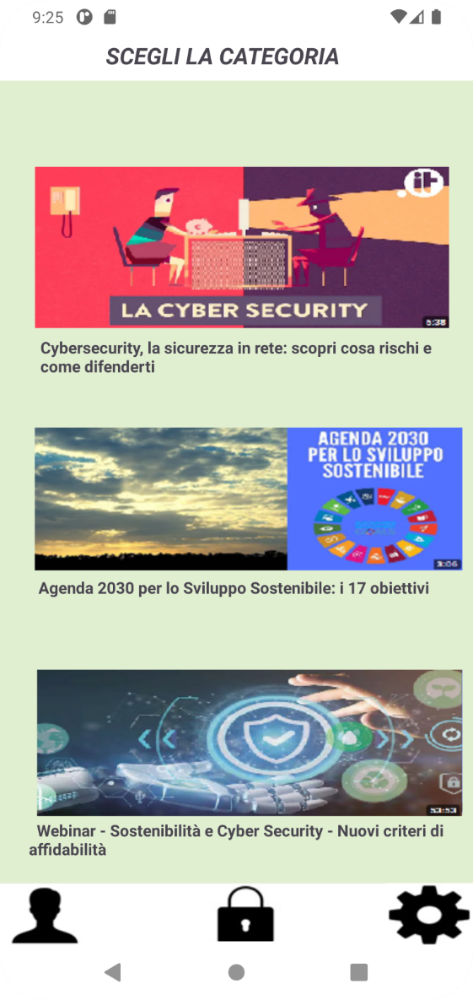 9:25
SCEGLI LA CATEGORIA
.it
LA CYBER SECURITY
5:38
Cybersecurity, la sicurezza in rete: scopri cosa rischi e
come difenderti
AGENDA 2030
PER LO SVILUPPO
SOSTENIBILE
3:06
Agenda 2030 per lo Sviluppo Sostenibile: i 17 obiettivi
53:53
Webinar - Sostenibilità e Cyber Security - Nuovi criteri di
affidabilità